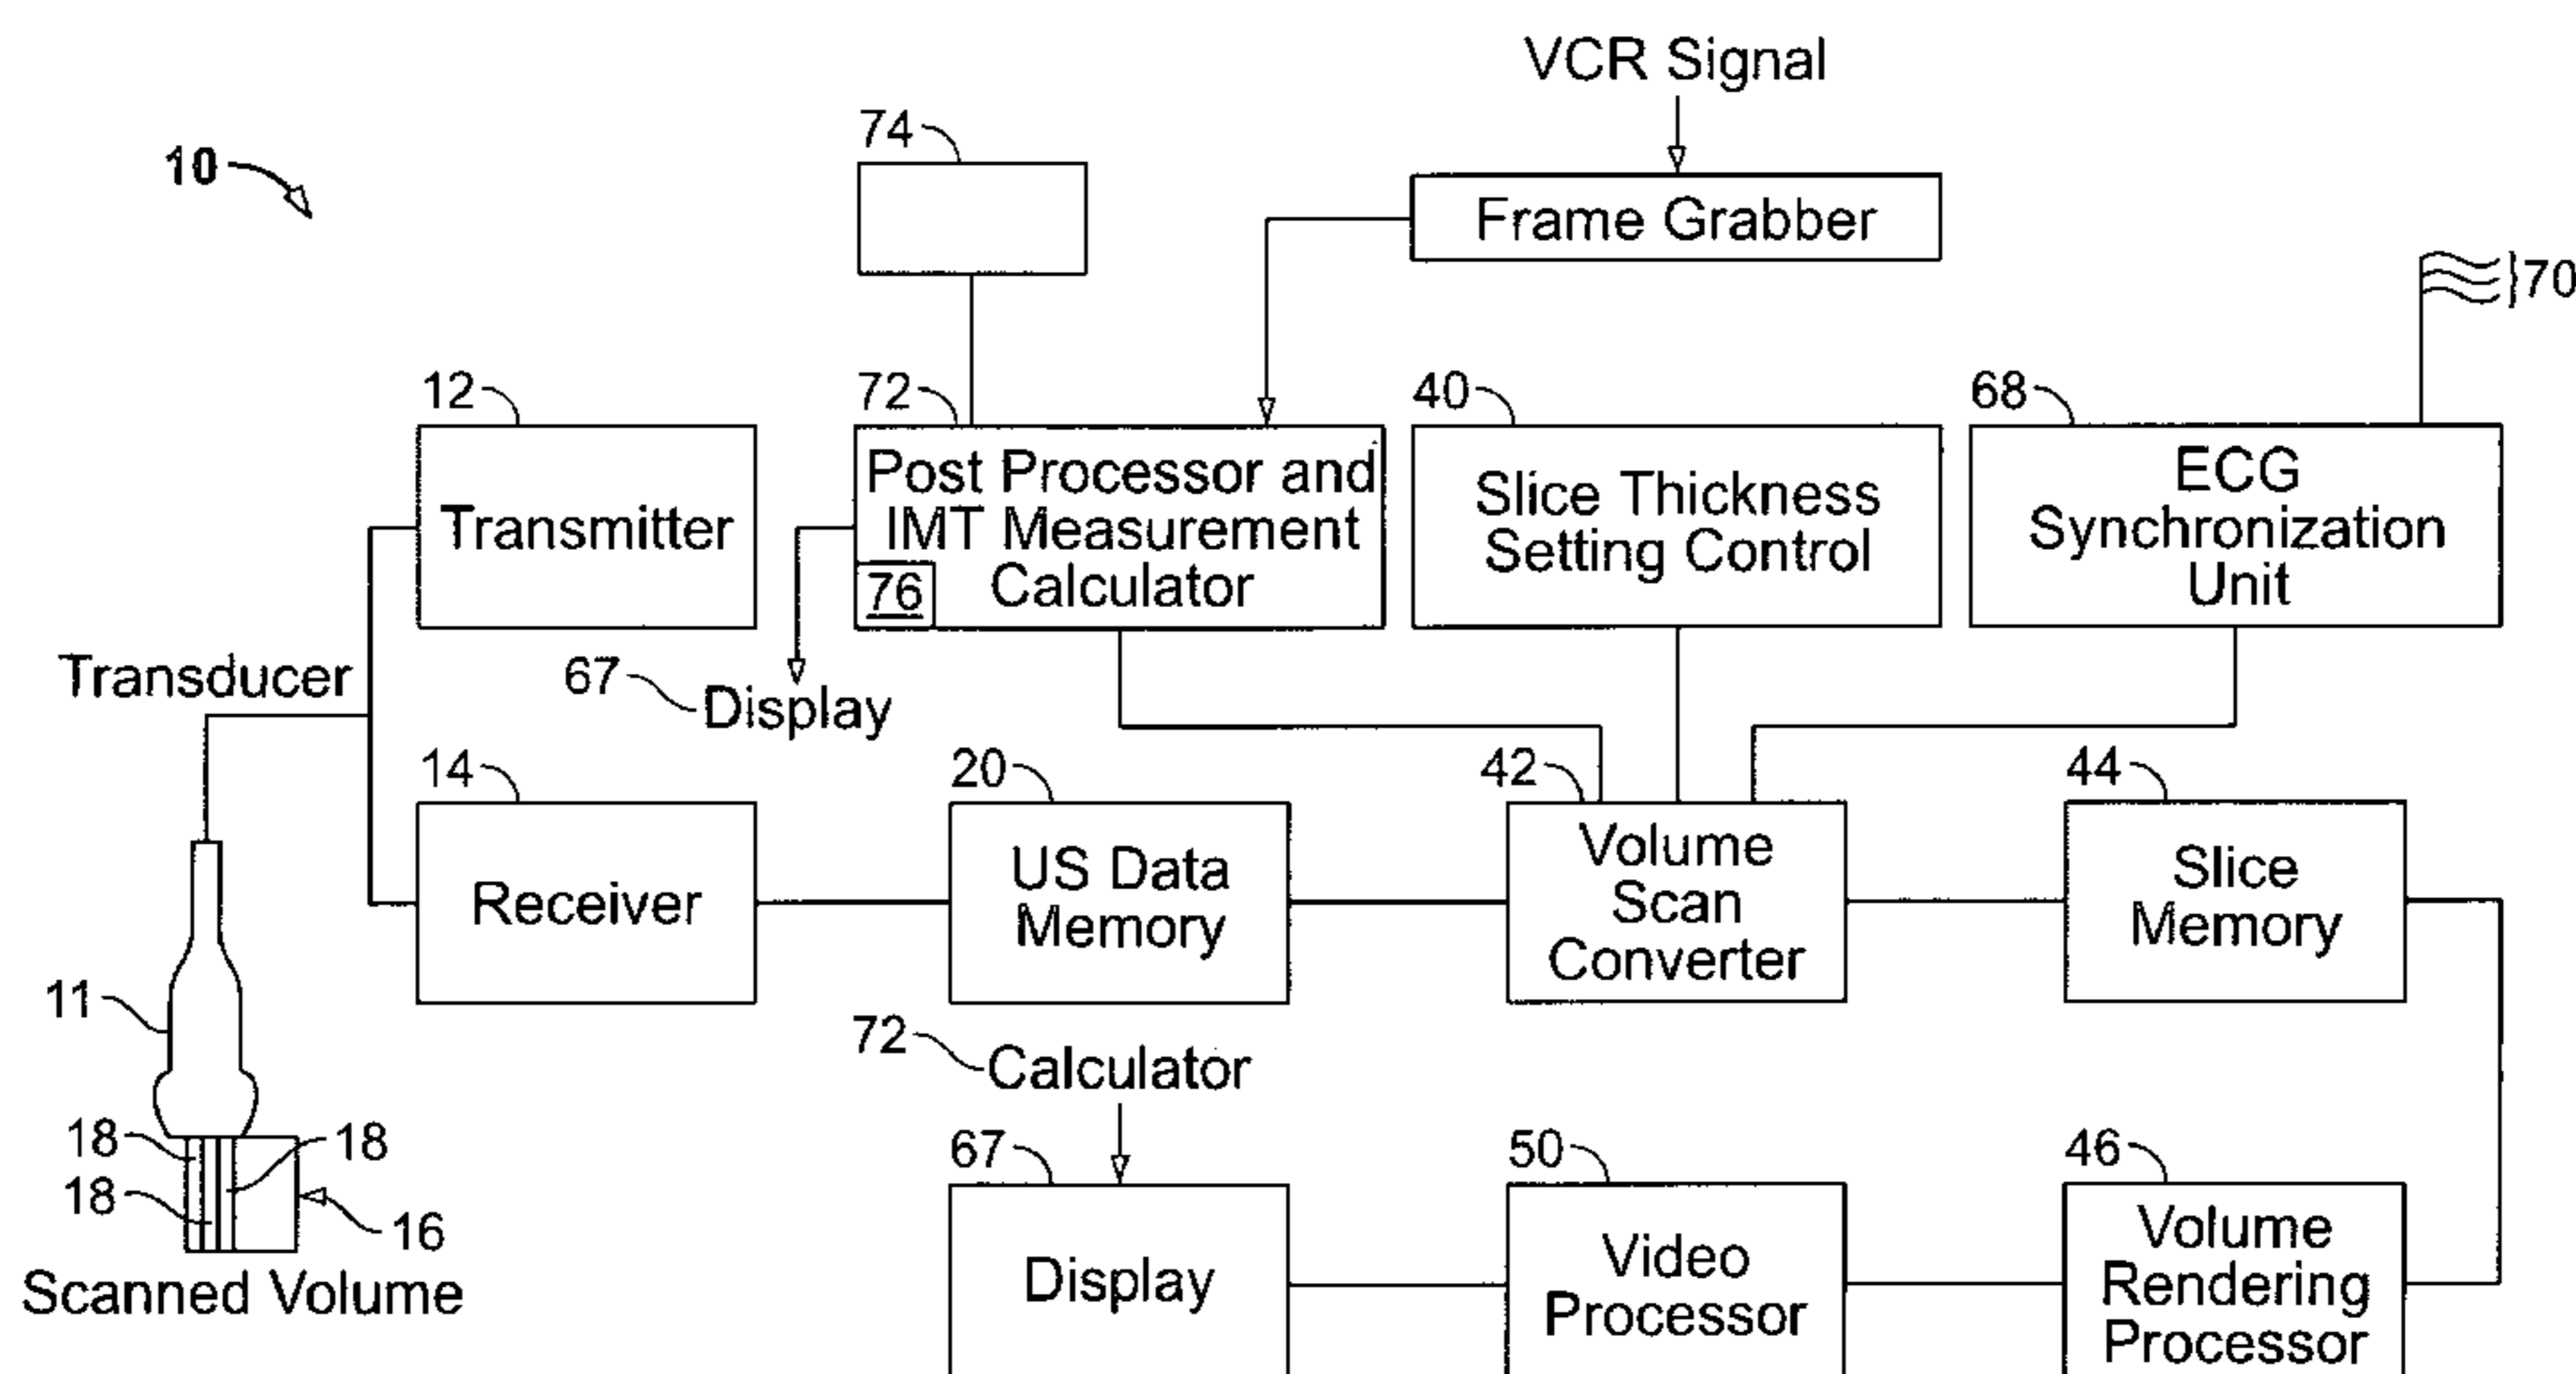 VCR Signal
10
74
Frame Grabber
70
12
72
40
68
Transmitter
Post Processor and
IMT Measurement
Calculator
76
Slice Thickness
Setting Control
ECG
Synchronization
Unit
Transducer
67
Display
14
20
42
44
Receiver
US Data
Memory
Volume
Scan
Converter
Slice
Memory
11
72
Calculator
18
18
18
16
Scanned Volume
67
50
46
Display
Video
Processor
Volume
Rendering
Processor